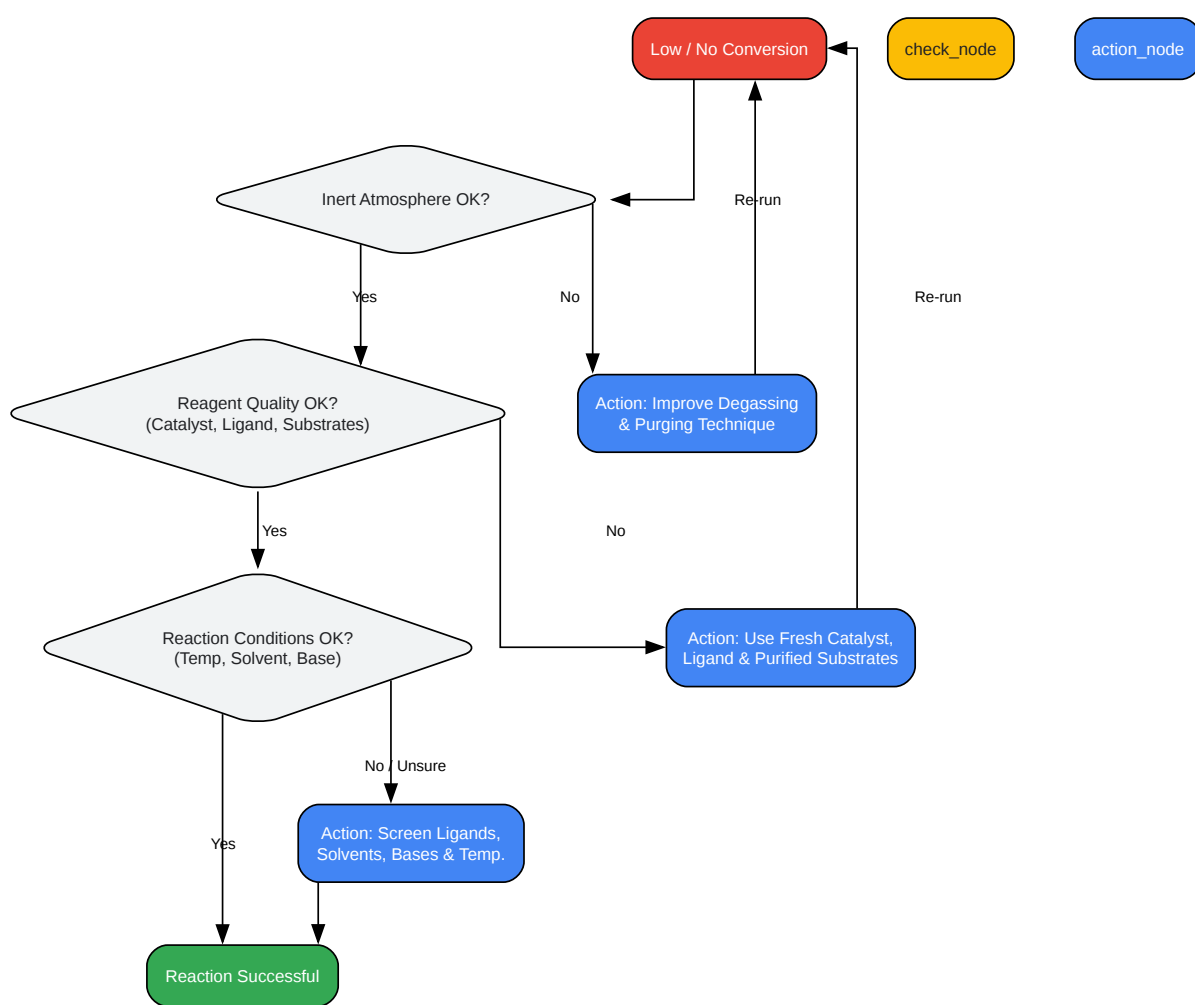 Low / No Conversion
check_node
action_node
Inert Atmosphere OK?
Re-run
Yes
No
Re-run
Reagent Quality OK?
(Catalyst, Ligand, Substrates)
Action: Improve Degassing
& Purging Technique
Yes
No
Reaction Conditions OK?
(Temp, Solvent, Base)
Action: Use Fresh Catalyst,
Ligand & Purified Substrates
No / Unsure
Yes
Action: Screen Ligands,
Solvents, Bases & Temp.
Reaction Successful